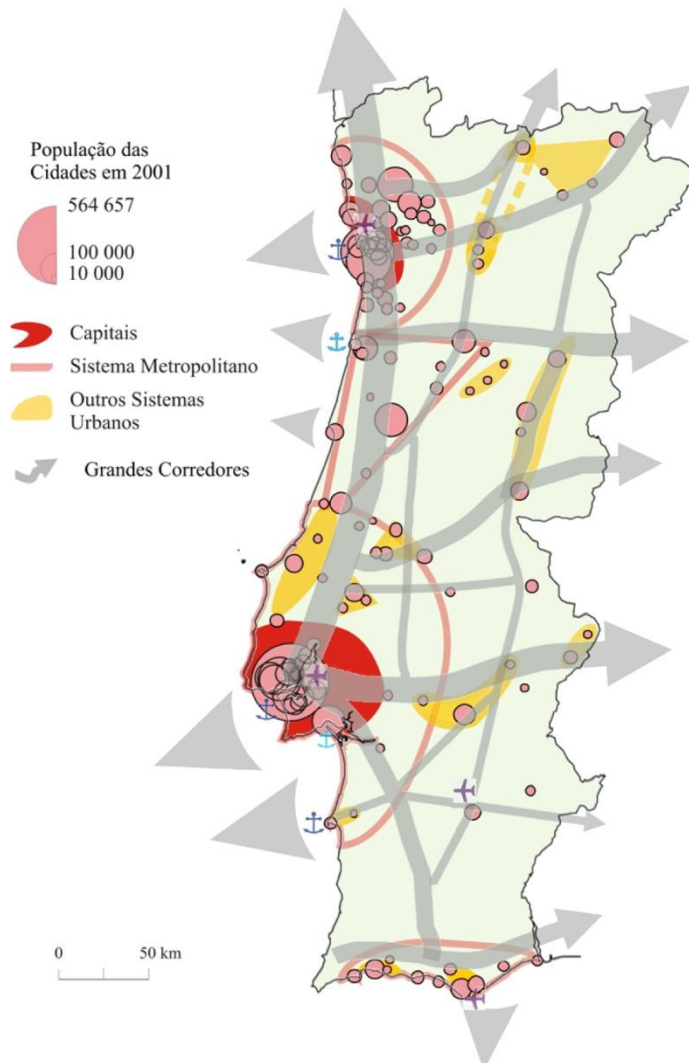 População das
Cidades em 2001
564 657
100 000
10 000
Capitais
Sistema Metropolitano
Outros Sistemas
Urbanos
Grandes Corredores
0 50 km